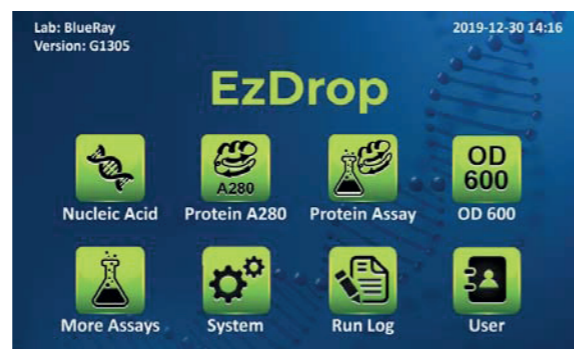 Lab: BlueRay
2019-12-30 14:16
Version: G1305
EzDrop
A280
OD
600
Nucleic Acid
Protein A280
Protein Assay
OD 600
More Assays
System
Run Log
User